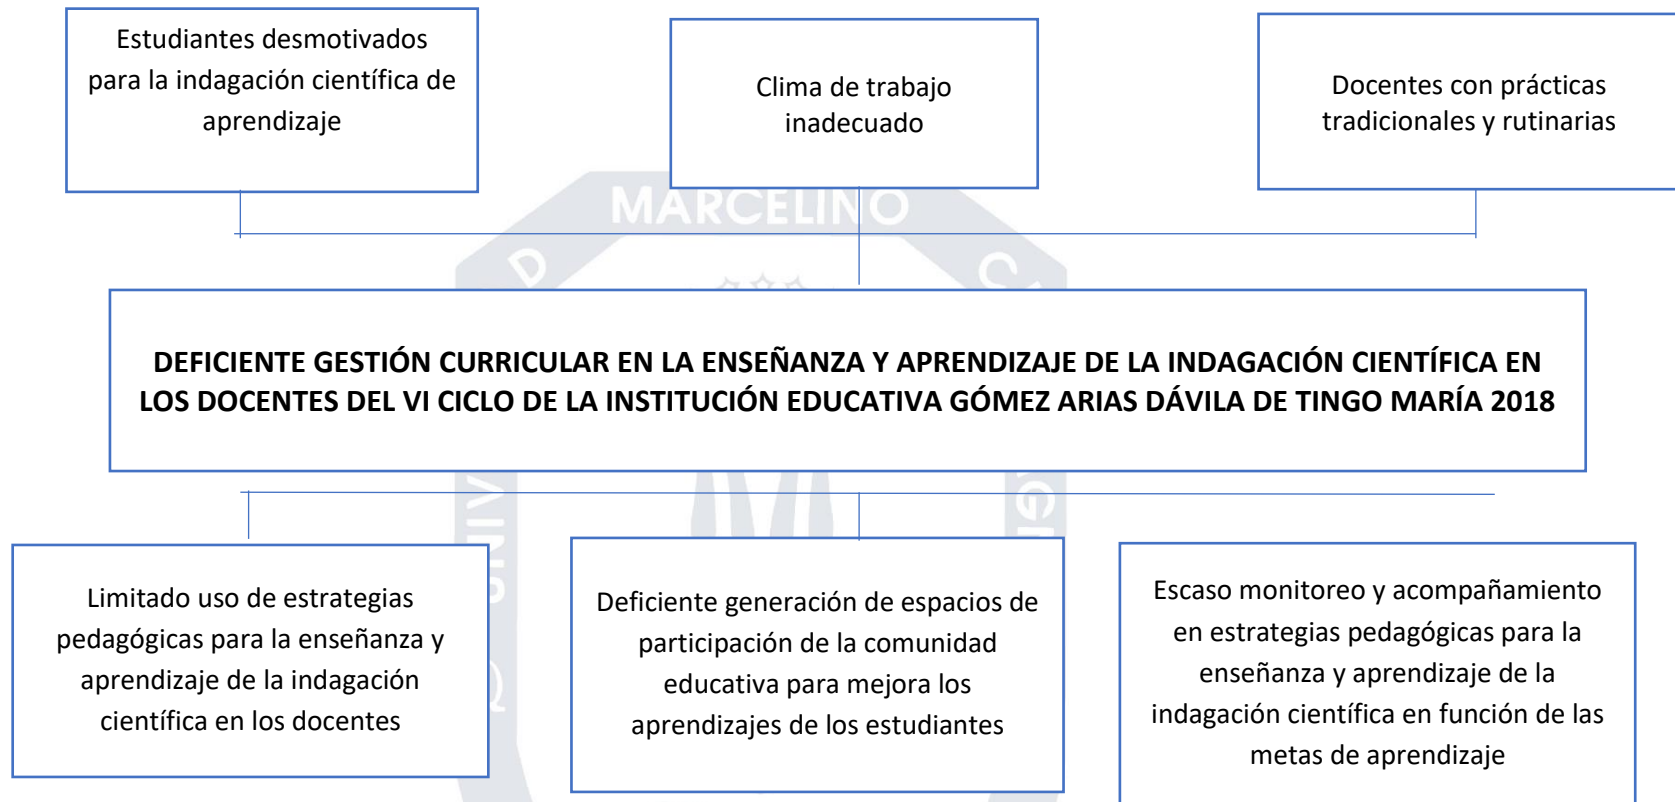 Estudiantes desmotivados
para la indagación científica de
aprendizaje
Clima de trabajo
inadecuado
Docentes con prácticas
tradicionales y rutinarias
MARCELINO
DEFICIENTE GESTIÓN CURRICULAR EN LA ENSEÑANZA Y APRENDIZAJE DE LA INDAGACIÓN CIENTÍFICA EN
LOS DOCENTES DEL VI CICLO DE LA INSTITUCIÓN EDUCATIVA GÓMEZ ARIAS DÁVILA DE TINGO MARÍA 2018
Limitado uso de estrategias
pedagógicas para la enseñanza y
aprendizaje de la indagación
científica en los docentes
Deficiente generación de espacios de
participación de la comunidad
educativa para mejora los
aprendizajes de los estudiantes
Escaso monitoreo y acompañamiento
en estrategias pedagógicas para la
enseñanza y aprendizaje de la
indagación científica en función de las
metas de aprendizaje